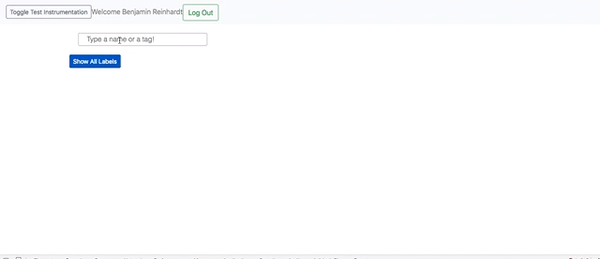 Toggle Test Instrumentation Welcome Benjamin Reinhardt Log Out
Type a name or a tag!
Show All Labels